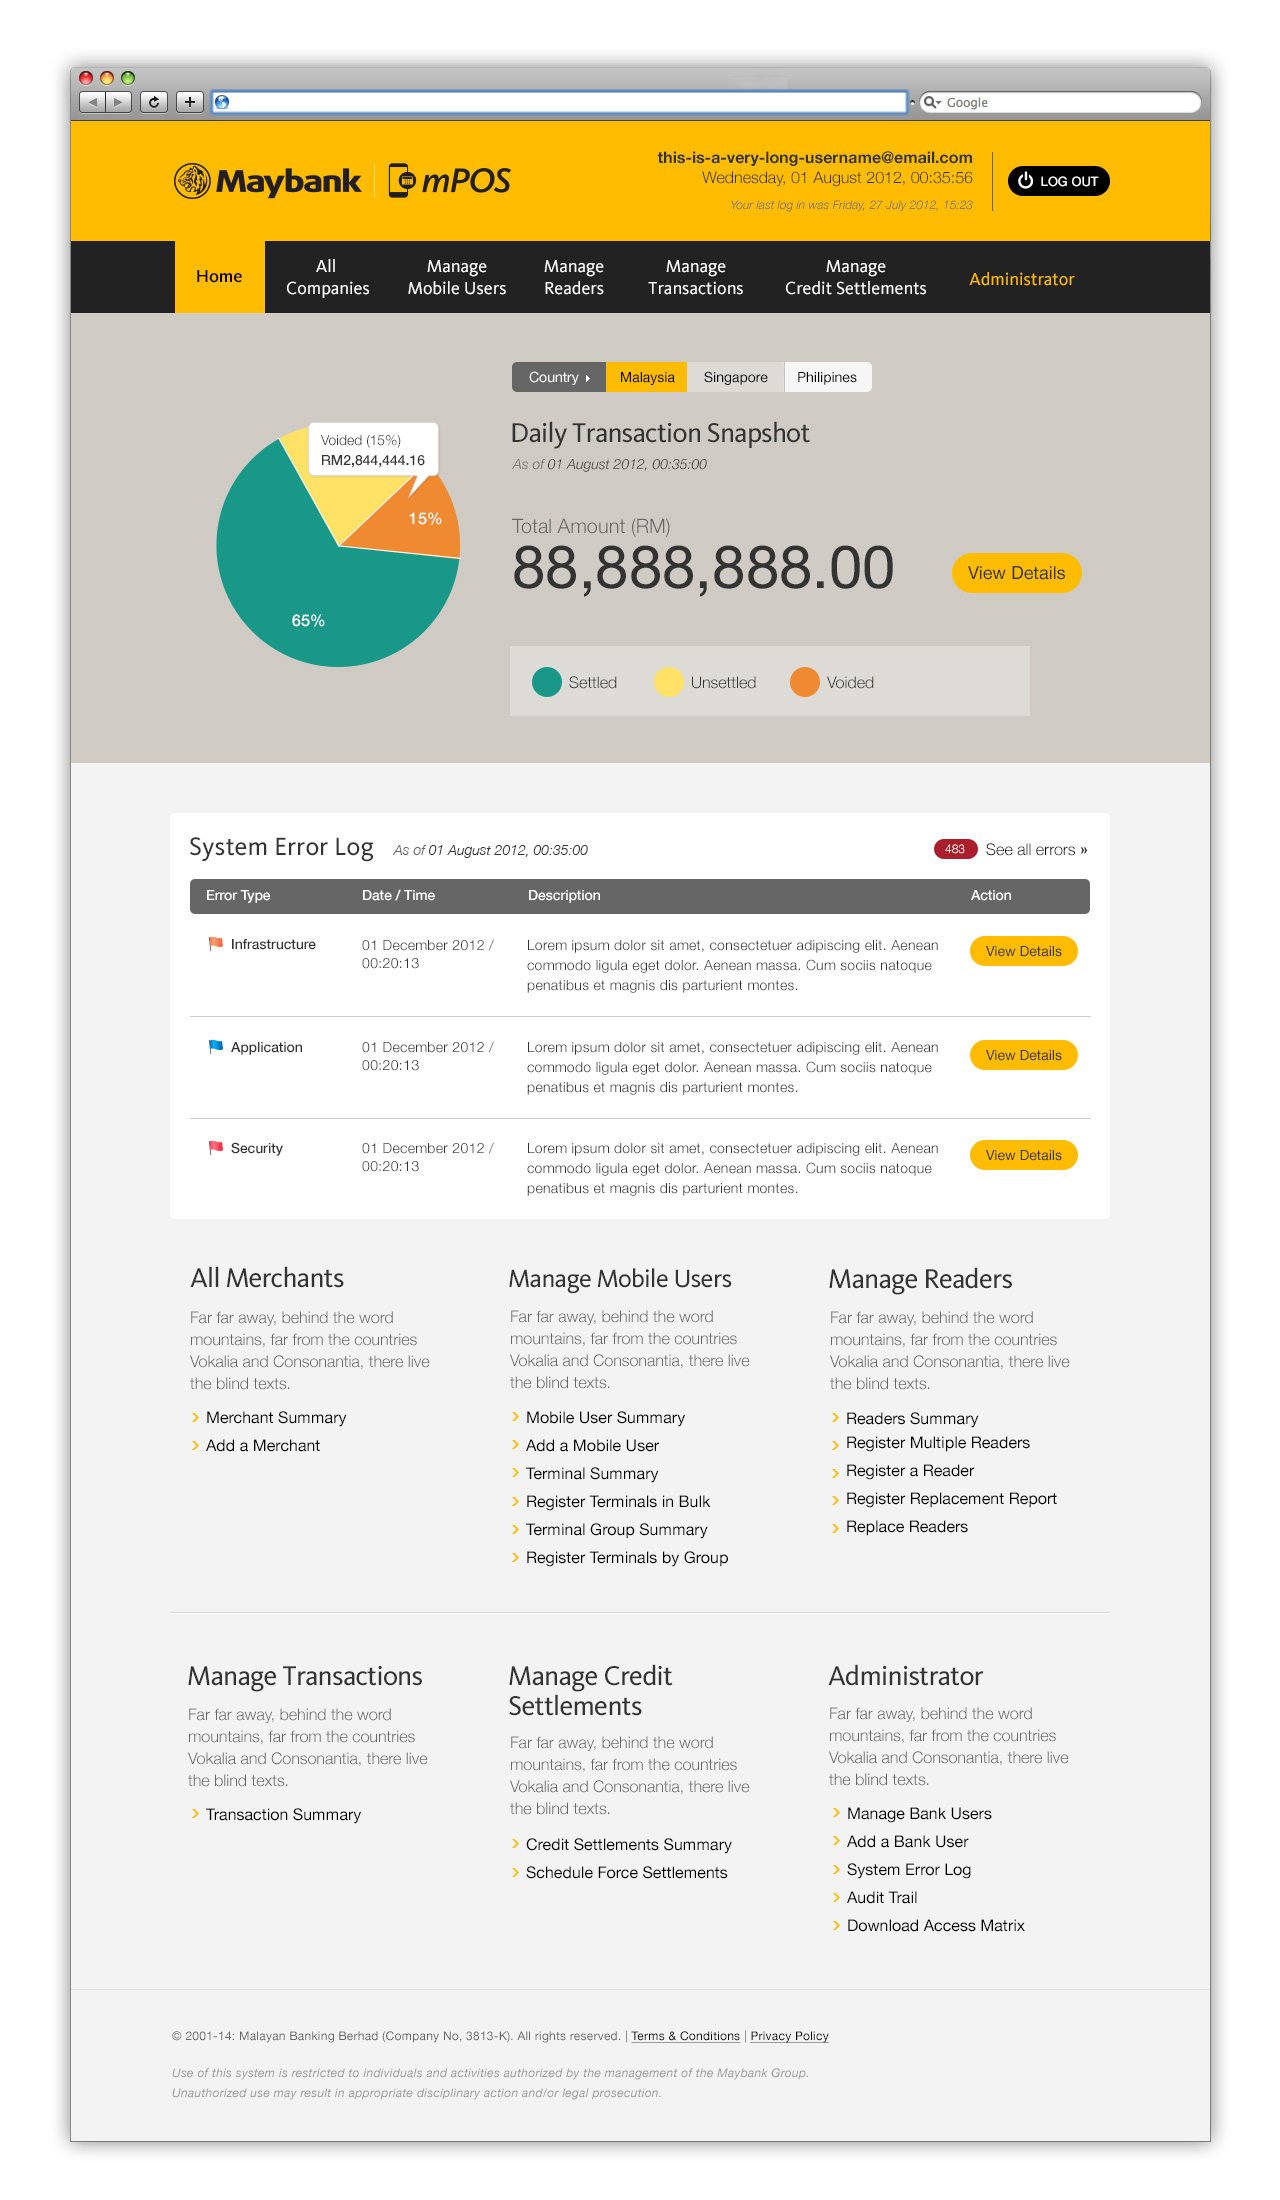 Google
Maybank
mPOS
this-is-a-very-long-username@email.com
Wednesday, 01 August 2012, 00:35:56
Your last log in was Friday, 27 July 2012, 15:23
LOG OUT
Home
All
Companies
Manage
Mobile Users
Manage
Readers
Manage
Transactions
Manage
Credit Settlements
Administrator
Country
Malaysia
Singapore
Philipines
Voided (15%)
RM2,844,444.16
15%
65%
Daily Transaction Snapshot
As of 01 August 2012, 00:35:00
Total Amount (RM)
88,888,888.00
View Details
Settled
Unsettled
Voided
System Error Log
As of 01 August 2012, 00:35:00
483
See all errors »
Error Type
Date / Time
Description
Action
Infrastructure
01 December 2012 /
00:20:13
Lorem ipsum dolor sit amet, consectetuer adipiscing elit. Aenean
commodo ligula eget dolor. Aenean massa. Cum sociis natoque
penatibus et magnis dis parturient montes.
View Details
Application
01 December 2012 /
00:20:13
Lorem ipsum dolor sit amet, consectetuer adipiscing elit. Aenean
commodo ligula eget dolor. Aenean massa. Cum sociis natoque
penatibus et magnis dis parturient montes.
View Details
Security
01 December 2012 /
00:20:13
Lorem ipsum dolor sit amet, consectetuer adipiscing elit. Aenean
commodo ligula eget dolor. Aenean massa. Cum sociis natoque
penatibus et magnis dis parturient montes.
View Details
All Merchants
Far far away, behind the word
mountains, far from the countries
Vokalia and Consonantia, there live
the blind texts.
Merchant Summary
Add a Merchant
Manage Mobile Users
Far far away, behind the word
mountains, far from the countries
Vokalia and Consonantia, there live
the blind texts.
Mobile User Summary
Add a Mobile User
Terminal Summary
Register Terminals in Bulk
Terminal Group Summary
Register Terminals by Group
Manage Readers
Far far away, behind the word
mountains, far from the countries
Vokalia and Consonantia, there live
the blind texts.
Readers Summary
Register Multiple Readers
Register a Reader
Register Replacement Report
Replace Readers
Manage Transactions
Far far away, behind the word
mountains, far from the countries
Vokalia and Consonantia, there live
the blind texts.
Transaction Summary
Manage Credit
Settlements
Far far away, behind the word
mountains, far from the countries
Vokalia and Consonantia, there live
the blind texts.
Credit Settlements Summary
Schedule Force Settlements
Administrator
Far far away, behind the word
mountains, far from the countries
Vokalia and Consonantia, there live
the blind texts.
Manage Bank Users
Add a Bank User
System Error Log
Audit Trail
Download Access Matrix
© 2001-14: Malayan Banking Berhad (Company No, 3813-K). All rights reserved. | Terms & Conditions | Privacy Policy
Use of this system is restricted to individuals and activities authorized by the management of the Maybank Group.
Unauthorized use may result in appropriate disciplinary action and/or legal prosecution.